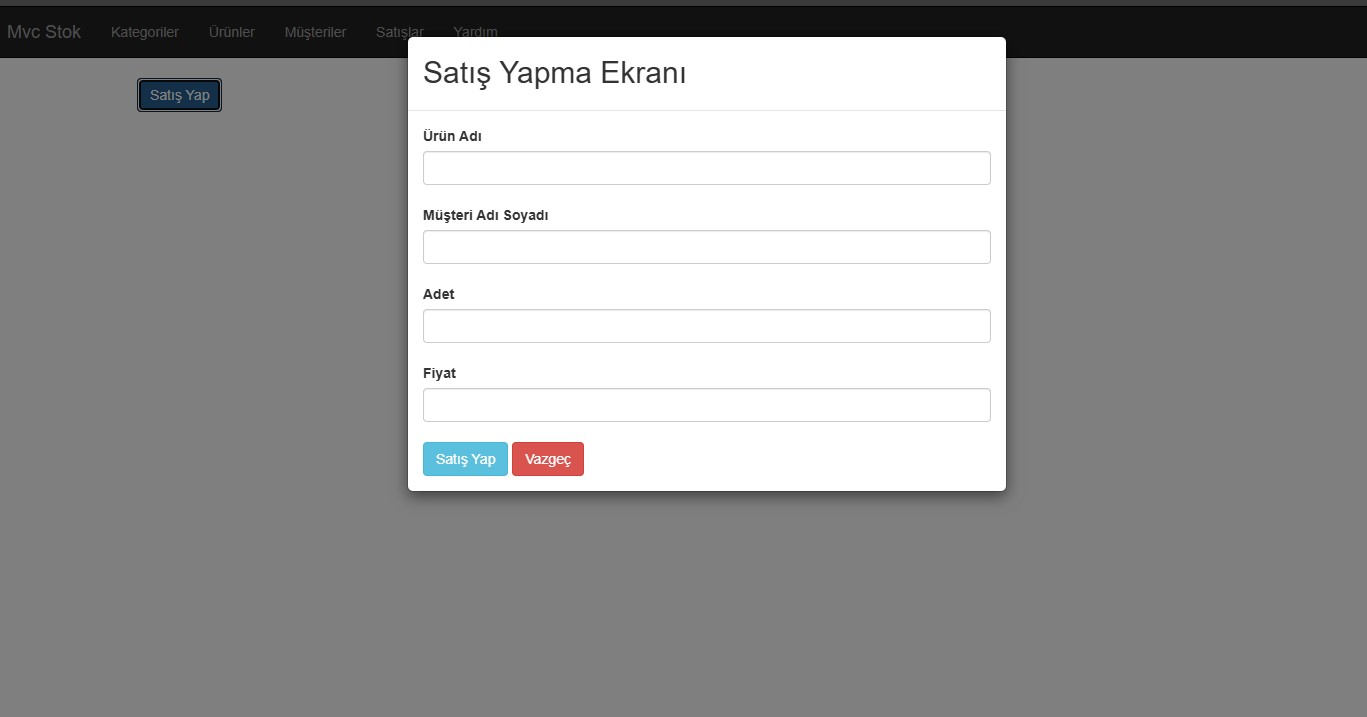 Mvc Stok Kategoriler Ürünler Müşteriler Satışlar Yardım
Satış Yap
Satış Yapma Ekranı
Ürün Adı
Müşteri Adı Soyadı
Adet
Fiyat
Satış Yap Vazgeç